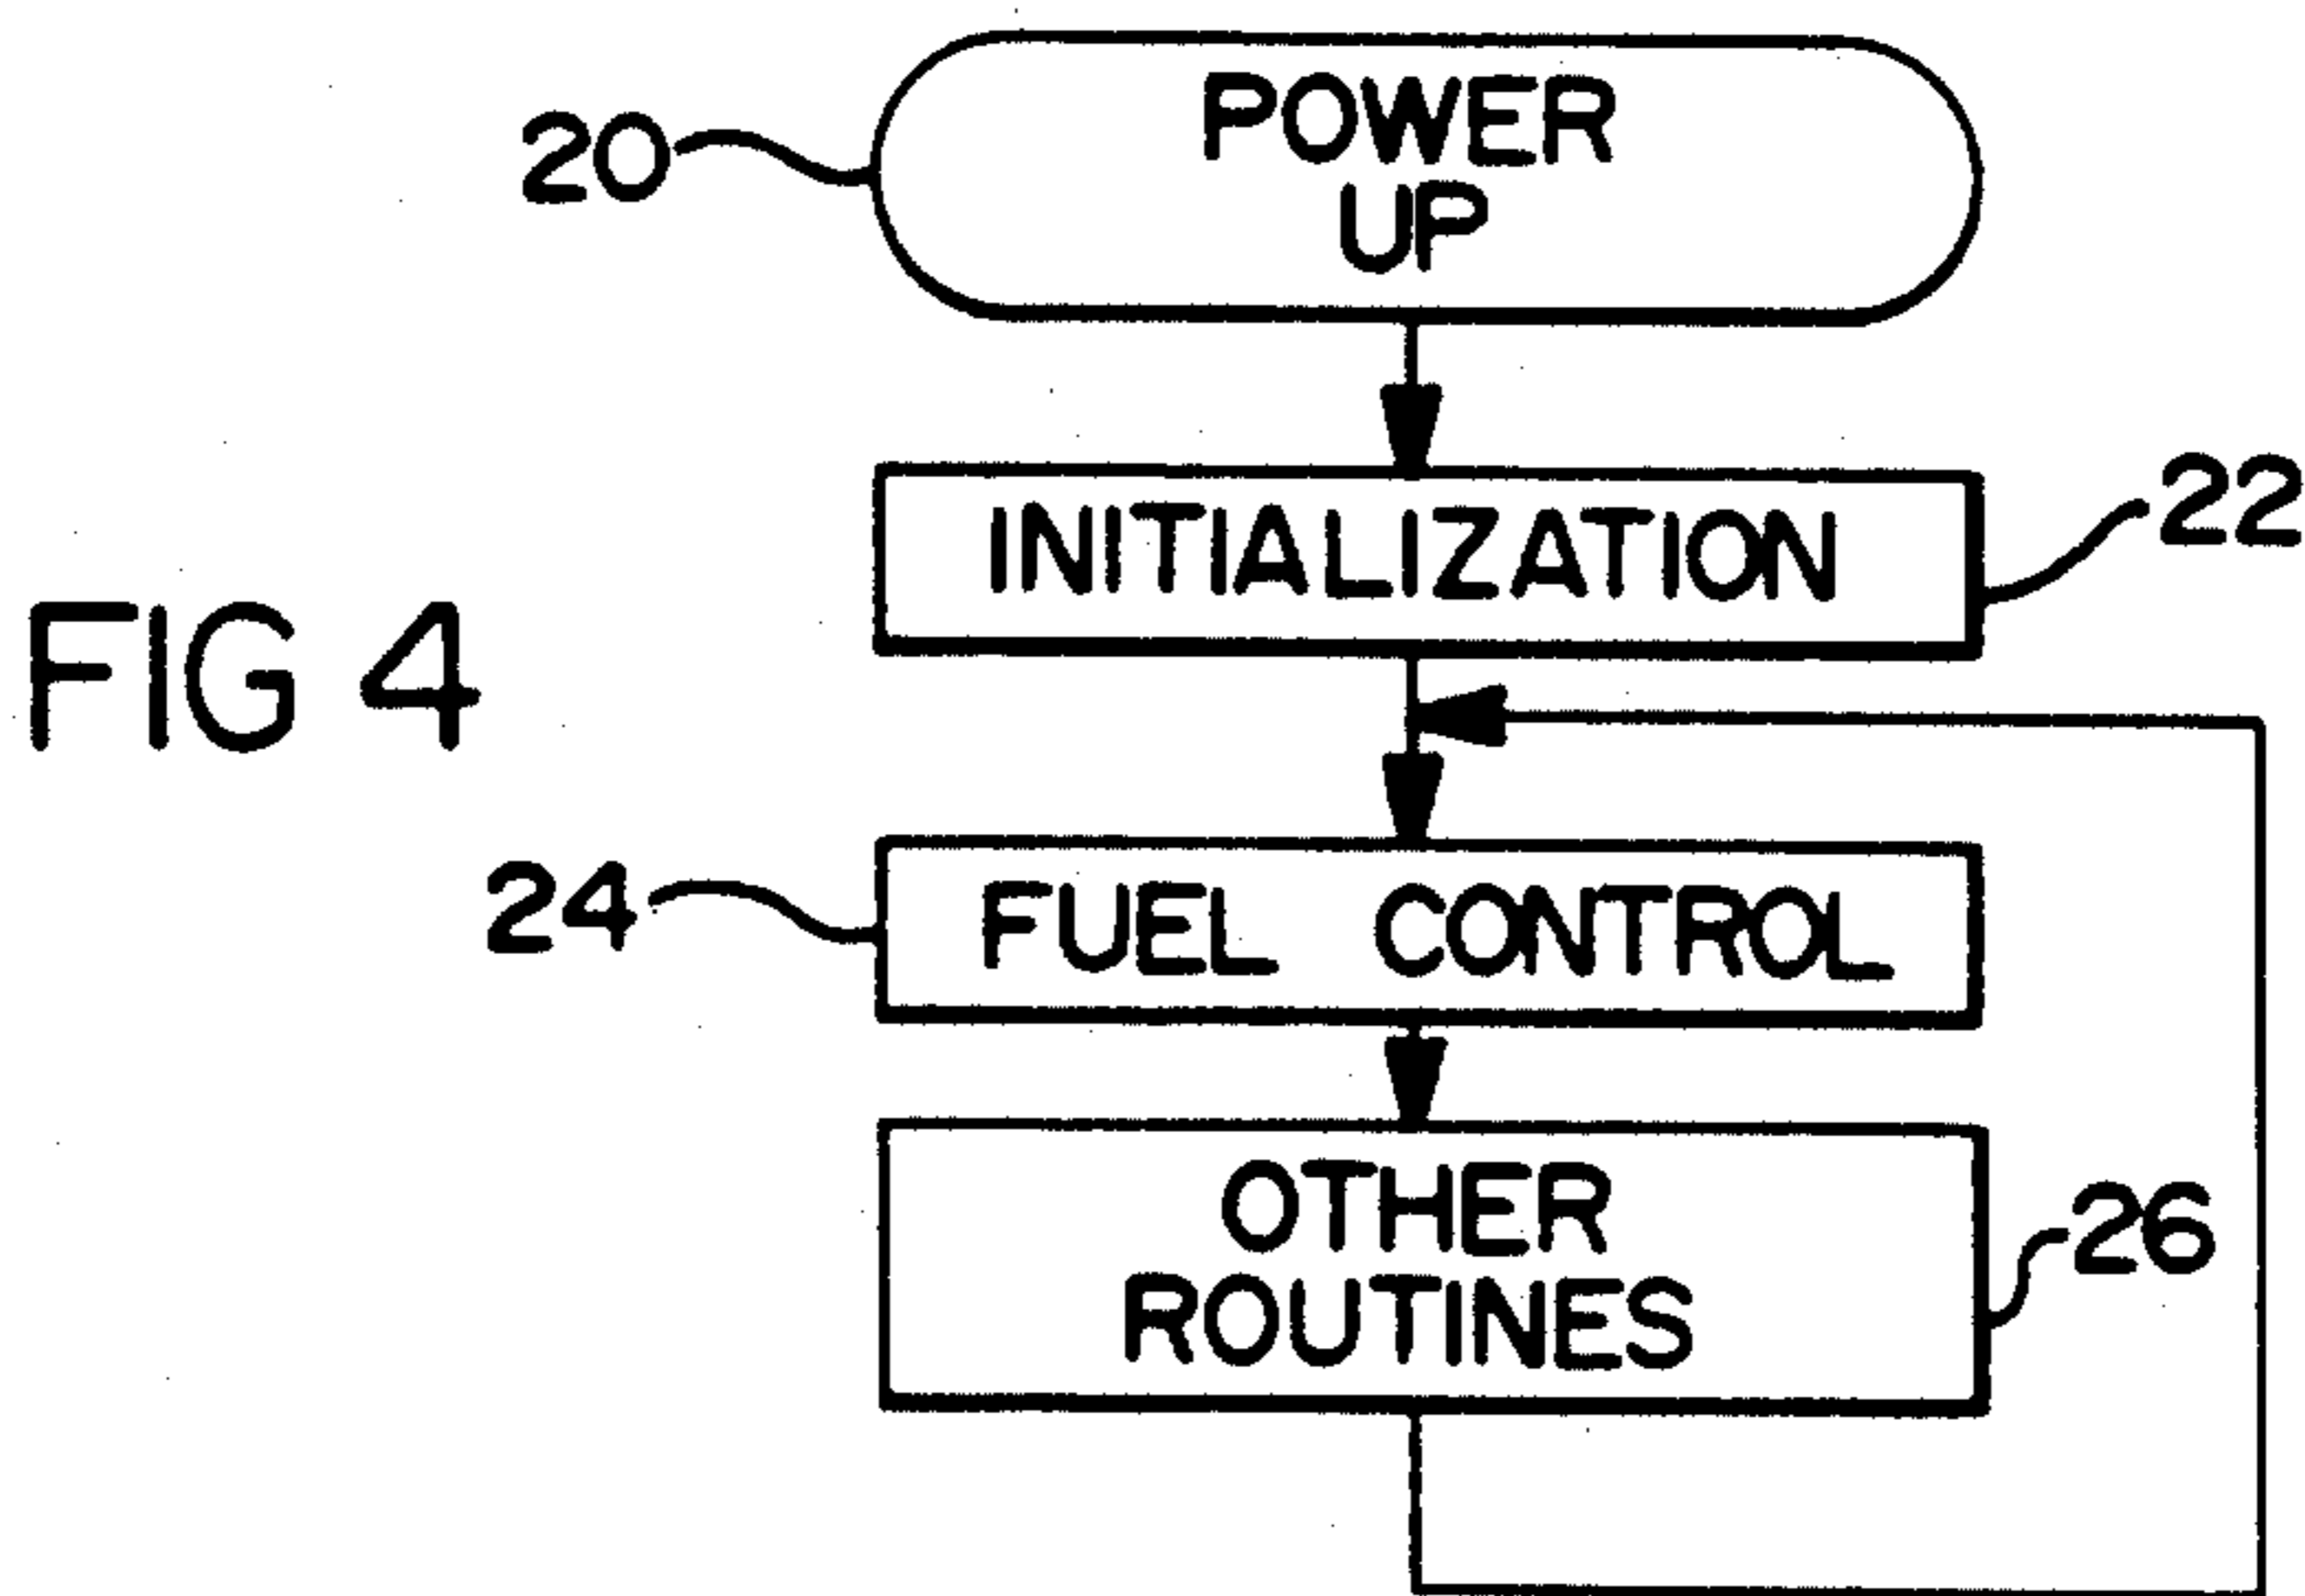 20
POWER
UP
INITIALIZATION
22
FIG 4
24
FUEL CONTROL
OTHER
ROUTINES
26